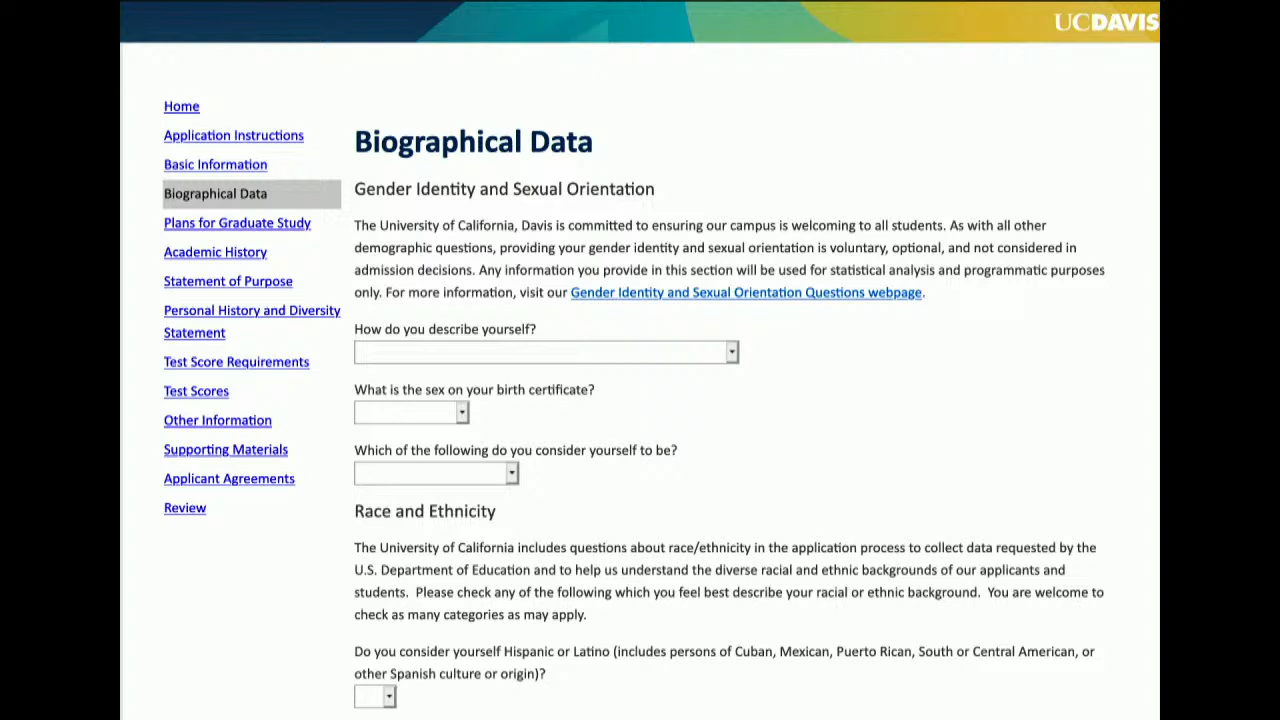 UCDAVIS
Home
Application Instructions
Basic Information
Biographical Data
Plans for Graduate Study
Academic History
Statement of Purpose
Personal History and Diversity
Statement
Test Score Requirements
Test Scores
Other Information
Supporting Materials
Applicant Agreements
Review
Biographical Data
Gender Identity and Sexual Orientation
The University of California, Davis is committed to ensuring our campus is welcoming to all students. As with all other
demographic questions, providing your gender identity and sexual orientation is voluntary, optional, and not considered in
admission decisions. Any information you provide in this section will be used for statistical analysis and programmatic purposes
only. For more information, visit our Gender Identity and Sexual Orientation Questions webpage.
How do you describe yourself?
What is the sex on your birth certificate?
Which of the following do you consider yourself to be?
Race and Ethnicity
The University of California includes questions about race/ethnicity in the application process to collect data requested by the
U.S. Department of Education and to help us understand the diverse racial and ethnic backgrounds of our applicants and
students. Please check any of the following which you feel best describe your racial or ethnic background. You are welcome to
check as many categories as may apply.
Do you consider yourself Hispanic or Latino (includes persons of Cuban, Mexican, Puerto Rican, South or Central American, or
other Spanish culture or origin)?